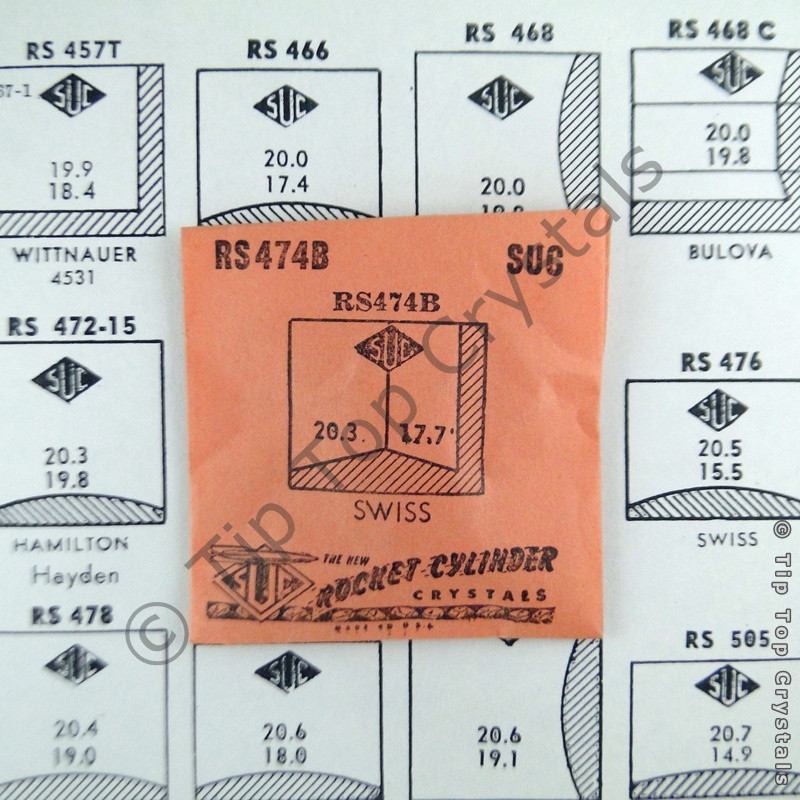 RS 457T
RS 466
RS 468
RS 468 C
67-1
SUC
SUC
SUC
SUC
19.9
18.4
20.0
17.4
20.0
20.0
19.8
WITTNAUER
4531
BULOVA
RS474B
SUC
RS474B
SUC
20.3
17.7
SWISS
SUC
THE NEW
ROCKET CYLINDER
CRYSTALS
MADE IN U.S.A.
RS 472-15
SUC
20.3
19.8
HAMILTON
Hayden
RS 476
SUC
20.5
15.5
SWISS
RS 478
SUC
20.4
19.0
SUC
20.6
18.0
20.6
19.1
RS 505
SUC
20.7
14.9
© Tip Top Crystals
© Tip Top Crystals